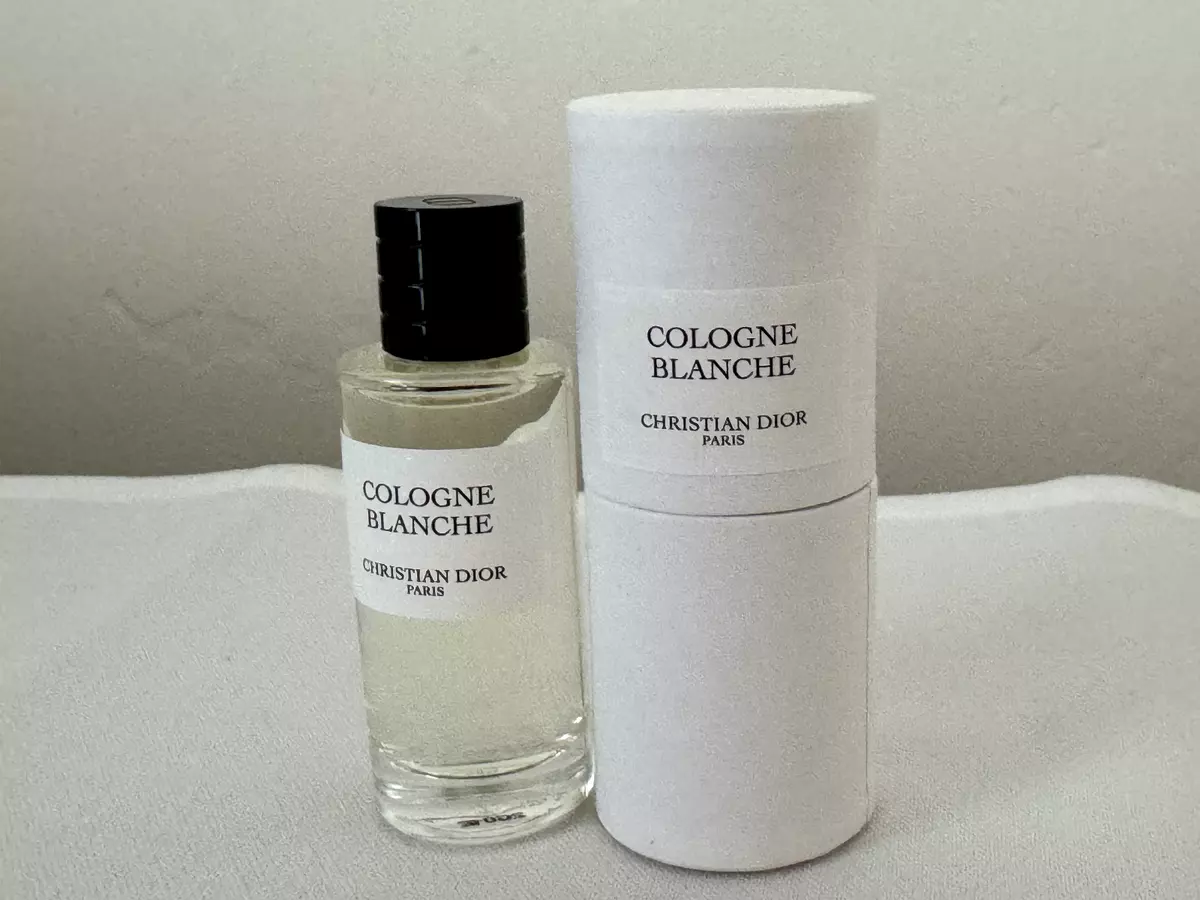 COLOGNE
BLANCHE
CHRISTIAN DIOR
PARIS
COLOGNE
BLANCHE
CHRISTIAN DIOR
PARIS